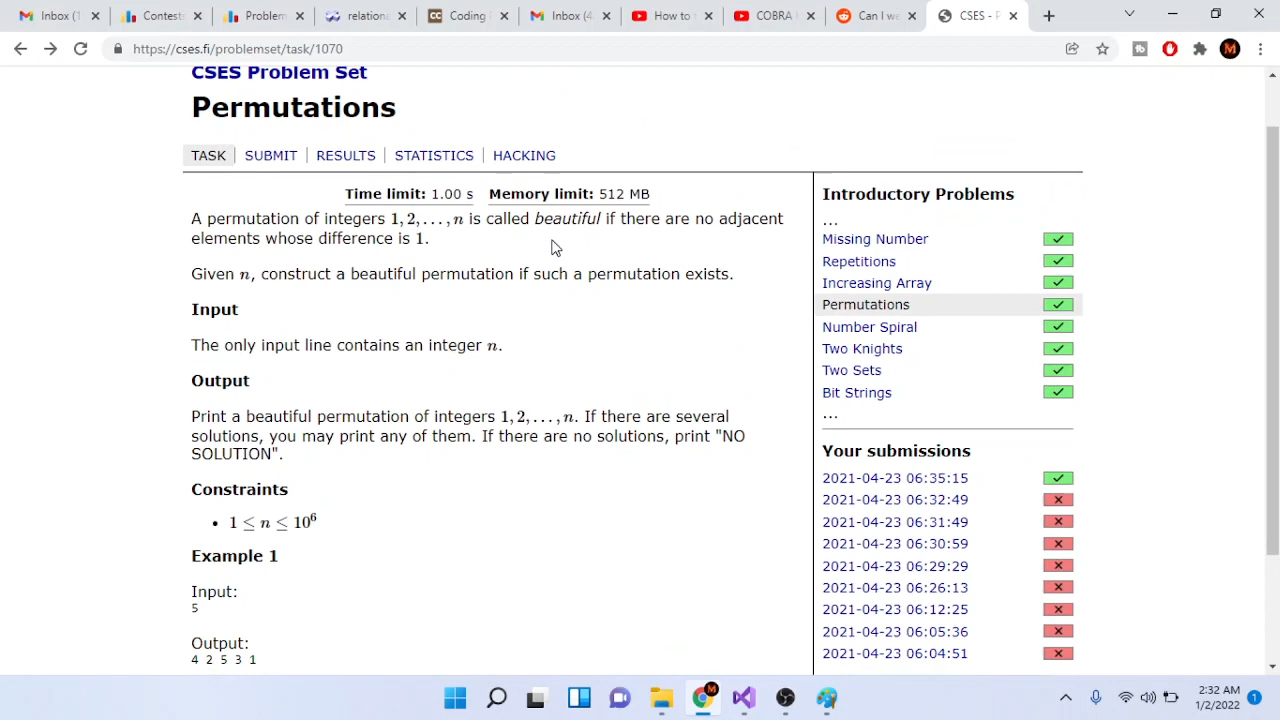 Inbox (1
Contests
Problem
relationa
Coding
Inbox (4
How to
COBRA
Can I we
CSES - P
https://cses.fi/problemset/task/1070
CSES Problem Set
Permutations
TASK
SUBMIT
RESULTS
STATISTICS
HACKING
Time limit: 1.00 s Memory limit: 512 MB
A permutation of integers 1, 2, ..., n is called beautiful if there are no adjacent
elements whose difference is 1.
Given n, construct a beautiful permutation if such a permutation exists.
Input
The only input line contains an integer n.
Output
Print a beautiful permutation of integers 1, 2, ..., n. If there are several
solutions, you may print any of them. If there are no solutions, print "NO
SOLUTION".
Constraints
• 1 ≤ n ≤ 10⁶
Example 1
Input:
5
Output:
4 2 5 3 1
Introductory Problems
...
Missing Number
Repetitions
Increasing Array
Permutations
Number Spiral
Two Knights
Two Sets
Bit Strings
...
Your submissions
2021-04-23 06:35:15
2021-04-23 06:32:49
2021-04-23 06:31:49
2021-04-23 06:30:59
2021-04-23 06:29:29
2021-04-23 06:26:13
2021-04-23 06:12:25
2021-04-23 06:05:36
2021-04-23 06:04:51
2:32 AM
1/2/2022